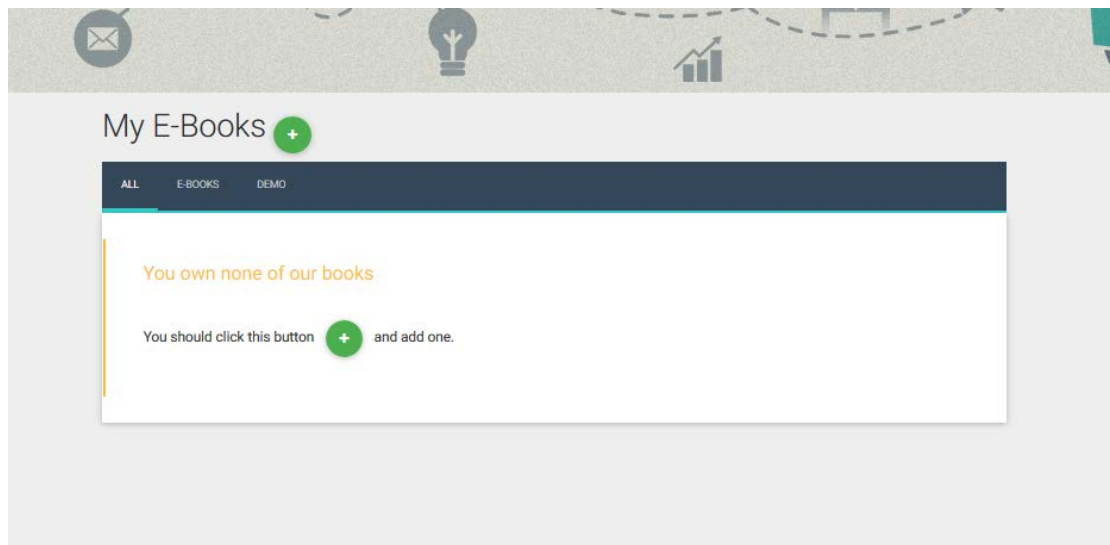 My E-Books +
ALL E-BOOKS DEMO
You own none of our books
You should click this button + and add one.